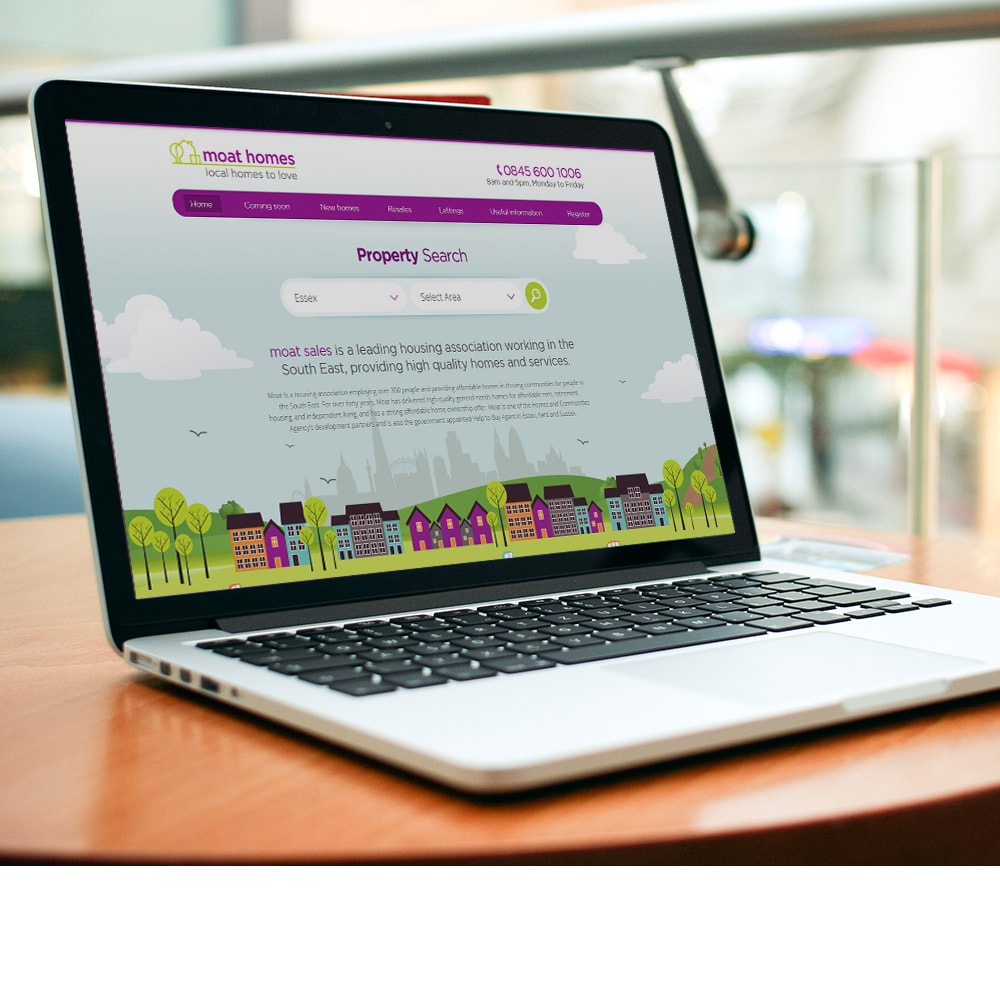 moat homes
local homes to love
0845 600 1006
8am and 5pm, Monday to Friday
Home Coming soon New homes Resales Lettings Useful information Register
Property Search
Essex Select Area
moat sales is a leading housing association working in the
South East, providing high quality homes and services.
Moat is a housing association employing over 300 people and providing affordable homes in thriving communities for people in
the South East. For over forty years, Moat has delivered high quality general needs homes for affordable rent, retirement
housing, and independent living, and has a strong affordable home ownership offer. Moat is one of the Homes and Communities
Agency's development partners and is also the government appointed Help to Buy Agent in Essex, Kent and Sussex.